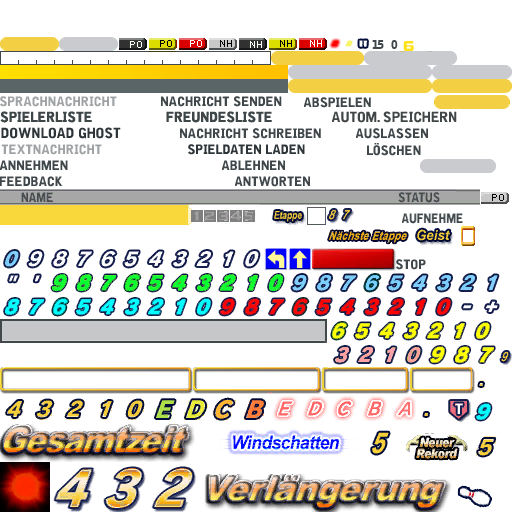 PO PO PO NH NH NH NH 15 0 6
SPRACHNACHRICHT NACHRICHT SENDEN ABSPIELEN
SPIELERLISTE FREUNDESLISTE AUTOM. SPEICHERN
DOWNLOAD GHOST NACHRICHT SCHREIBEN AUSLASSEN
TEXTNACHRICHT SPIELDATEN LADEN LÖSCHEN
ANNEHMEN ABLEHNEN
FEEDBACK ANTWORTEN
NAME STATUS PO
1 2 3 4 5 Etappe 8 7 AUFNEHME
Nächste Etappe Geist
0 9 8 7 6 5 4 3 2 1 0 STOP
" ' 9 8 7 6 5 4 3 2 1 0 9 8 7 6 5 4 3 2 1
8 7 6 5 4 3 2 1 0 9 8 7 6 5 4 3 2 1 0 - +
6 5 4 3 2 1 0
3 2 1 0 9 8 7 9
.
4 3 2 1 0 E D C B E D C B A . T 9
Gesamtzeit Windschatten 5 Neuer Rekord 5
4 3 2 Verlängerung